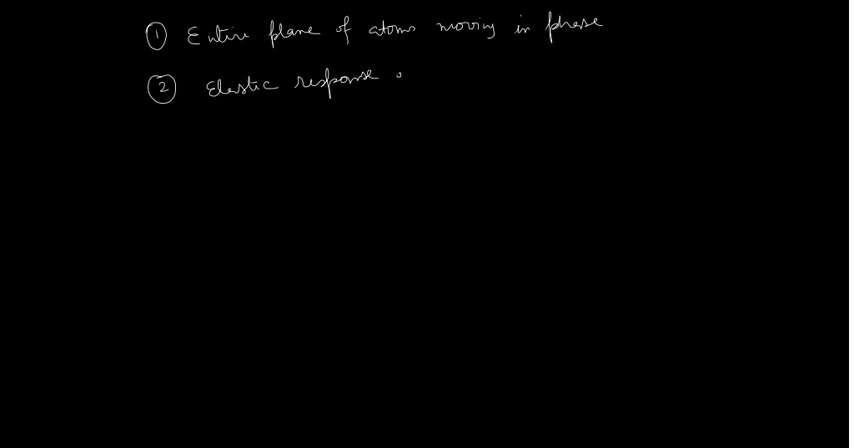 ① Entire plane of atoms moving in phase
② Elastic response